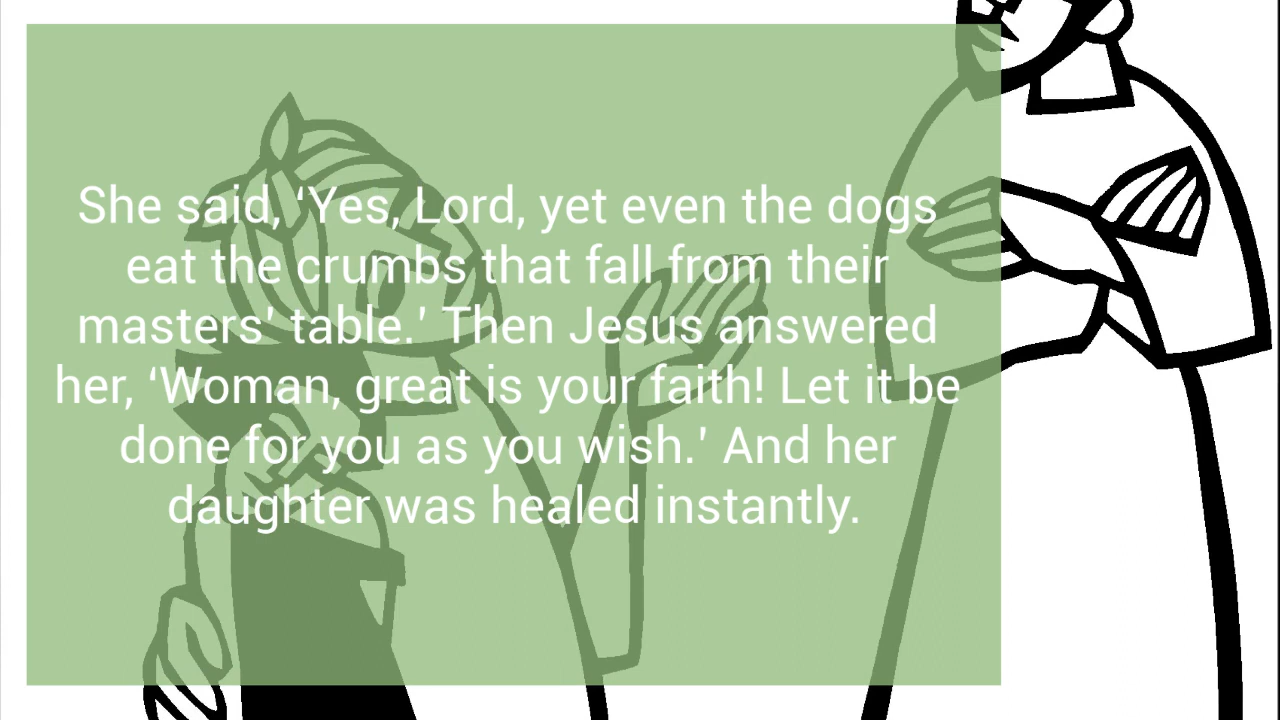 She said, ‘Yes, Lord, yet even the dogs
eat the crumbs that fall from their
masters’ table.’ Then Jesus answered
her, ‘Woman, great is your faith! Let it be
done for you as you wish.’ And her
daughter was healed instantly.